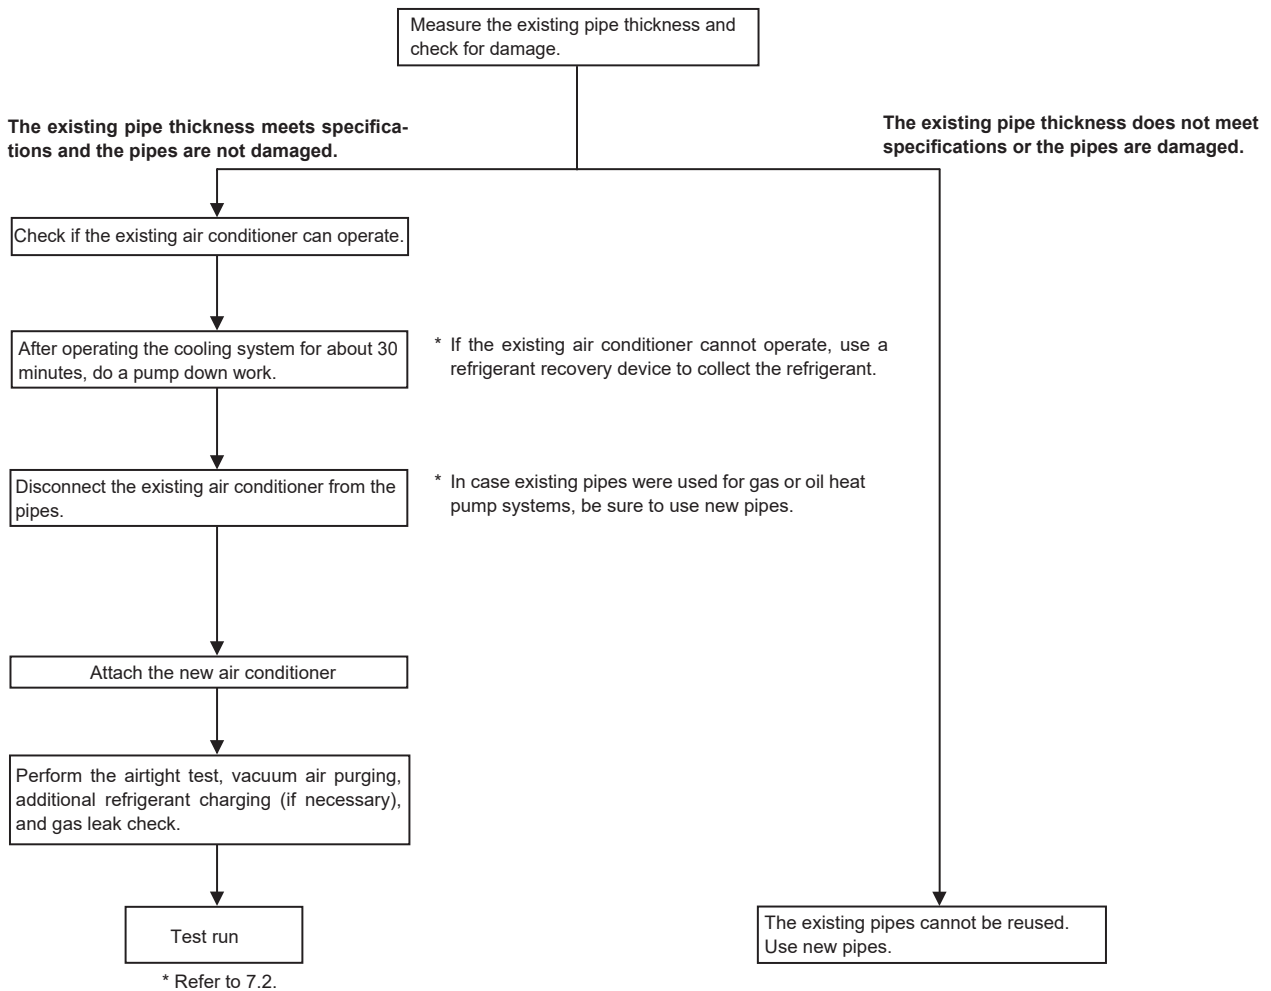 Measure the existing pipe thickness and
check for damage.
The existing pipe thickness meets specifica-
tions and the pipes are not damaged.
The existing pipe thickness does not meet
specifications or the pipes are damaged.
Check if the existing air conditioner can operate.
After operating the cooling system for about 30
minutes, do a pump down work.
* If the existing air conditioner cannot operate, use a
refrigerant recovery device to collect the refrigerant.
Disconnect the existing air conditioner from the
pipes.
* In case existing pipes were used for gas or oil heat
pump systems, be sure to use new pipes.
Attach the new air conditioner
Perform the airtight test, vacuum air purging,
additional refrigerant charging (if necessary),
and gas leak check.
Test run
* Refer to 7.2.
The existing pipes cannot be reused.
Use new pipes.